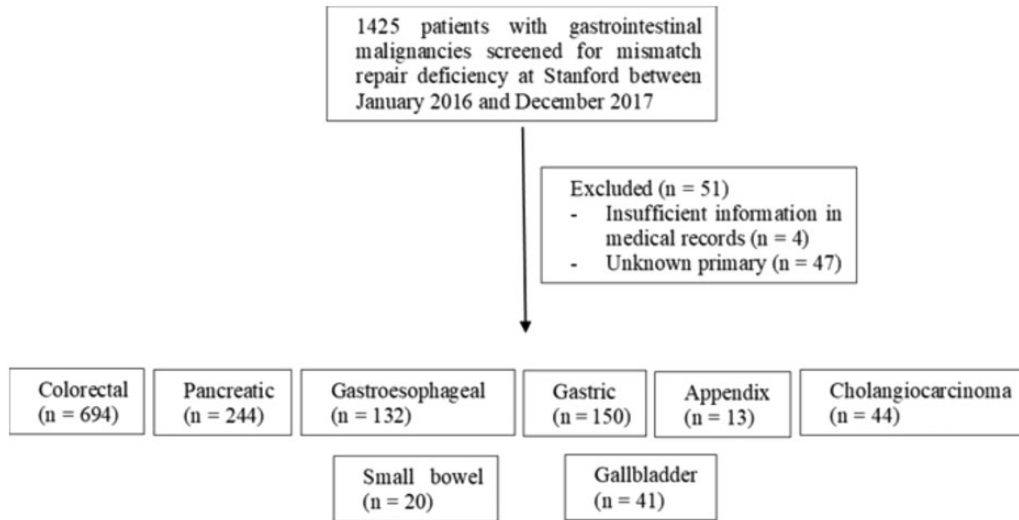 1425 patients with gastrointestinal
malignancies screened for mismatch
repair deficiency at Stanford between
January 2016 and December 2017
Excluded (n = 51)
- Insufficient information in
medical records (n = 4)
- Unknown primary (n = 47)
Colorectal
(n = 694)
Pancreatic
(n = 244)
Gastroesophageal
(n = 132)
Gastric
(n = 150)
Appendix
(n = 13)
Cholangiocarcinoma
(n = 44)
Small bowel
(n = 20)
Gallbladder
(n = 41)